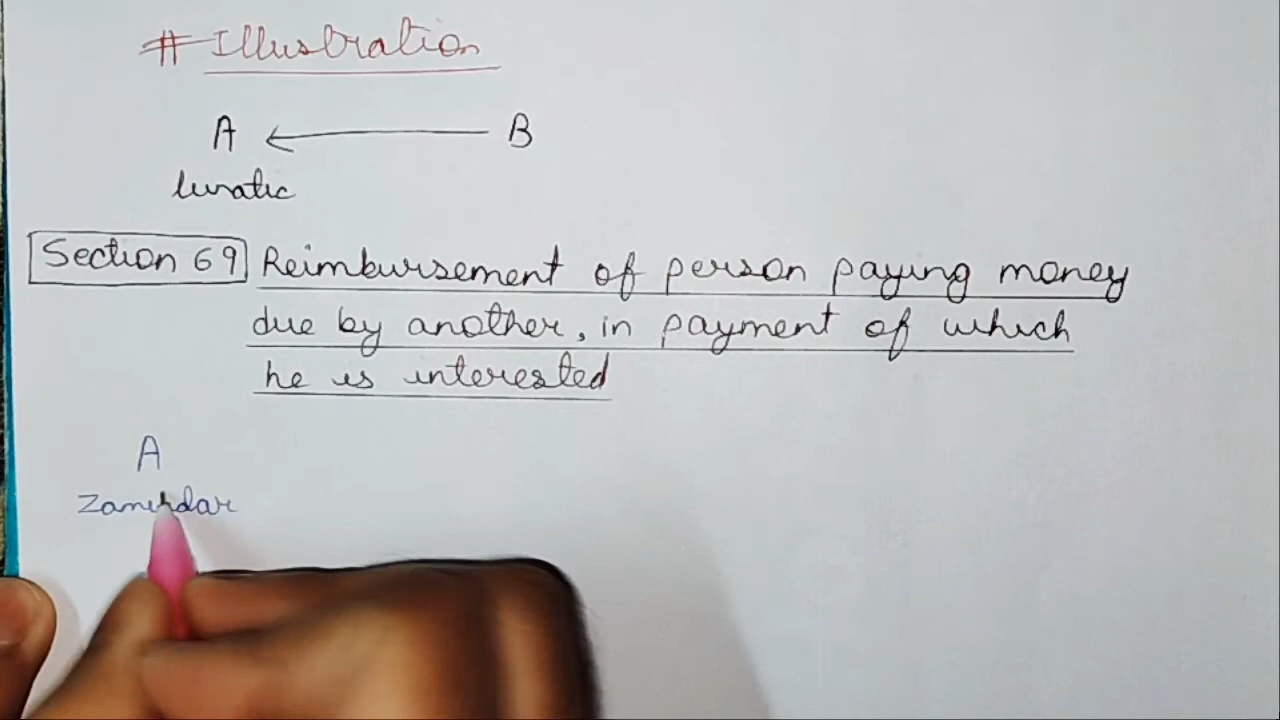 # Illustration
A ← B
lunatic
Section 69 Reimbursement of person paying money
due by another, in payment of which
he is interested
A
Zamindar